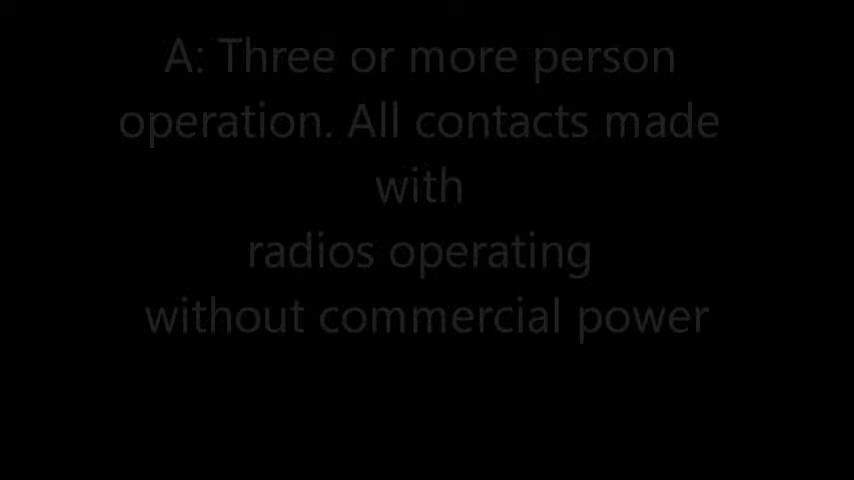 A: Three or more person
operation. All contacts made
with
radios operating
without commercial power